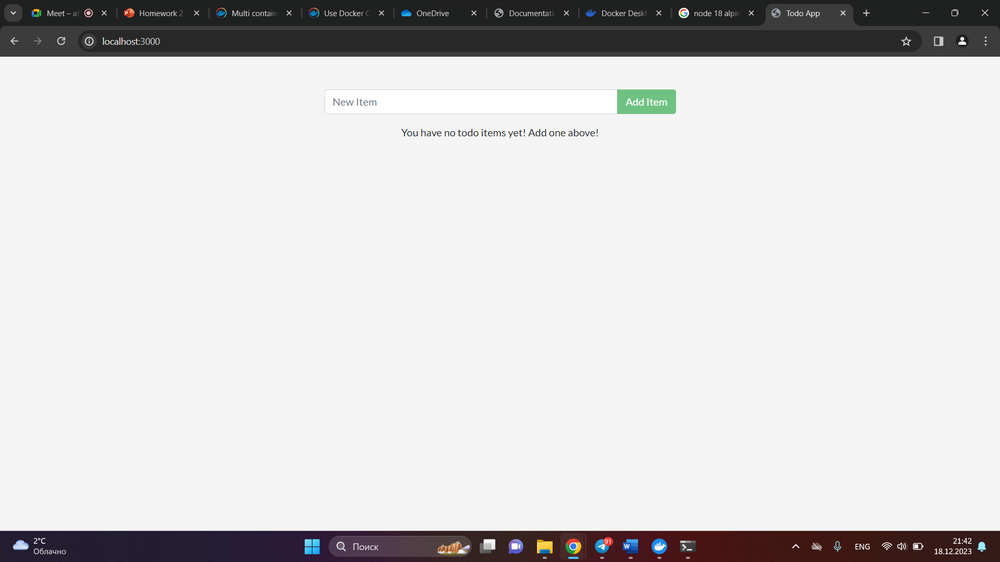 Meet – af
Homework 2
Multi contain
Use Docker C
OneDrive
Documentati
Docker Deskt
node 18 alpin
Todo App
localhost:3000
New Item
Add Item
You have no todo items yet! Add one above!
2°C
Облачно
Поиск
91
ENG
21:42
18.12.2023